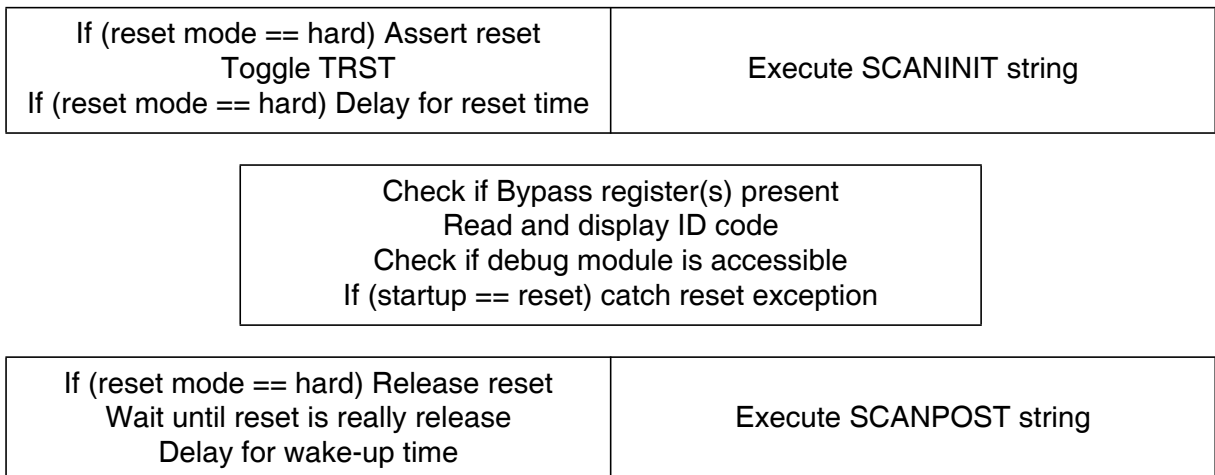 If (reset mode == hard) Assert reset
Toggle TRST
If (reset mode == hard) Delay for reset time
Execute SCANINIT string
Check if Bypass register(s) present
Read and display ID code
Check if debug module is accessible
If (startup == reset) catch reset exception
If (reset mode == hard) Release reset
Wait until reset is really release
Delay for wake-up time
Execute SCANPOST string